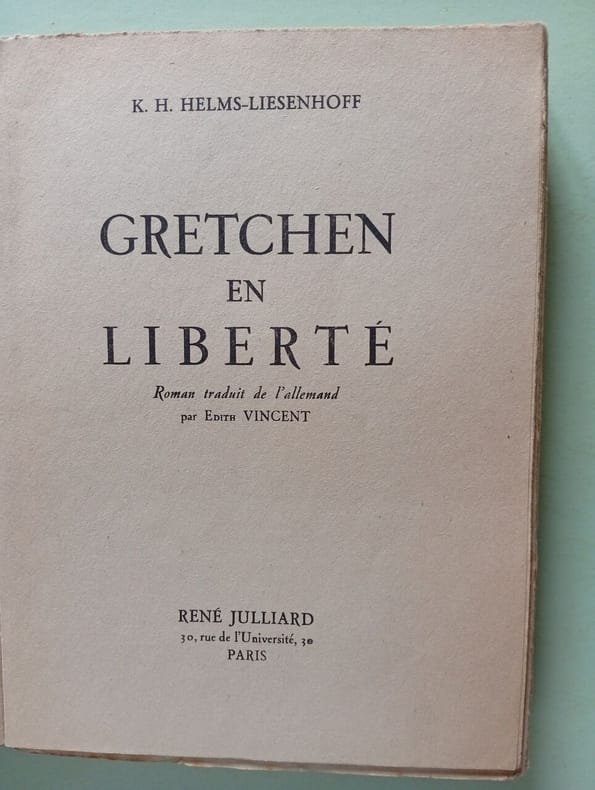 K. H. HELMS-LIESENHOFF
GRETCHEN
EN
LIBERTÉ
Roman traduit de l'allemand
par EDITH VINCENT
RENÉ JULLIARD
30, rue de l'Université, 30
PARIS